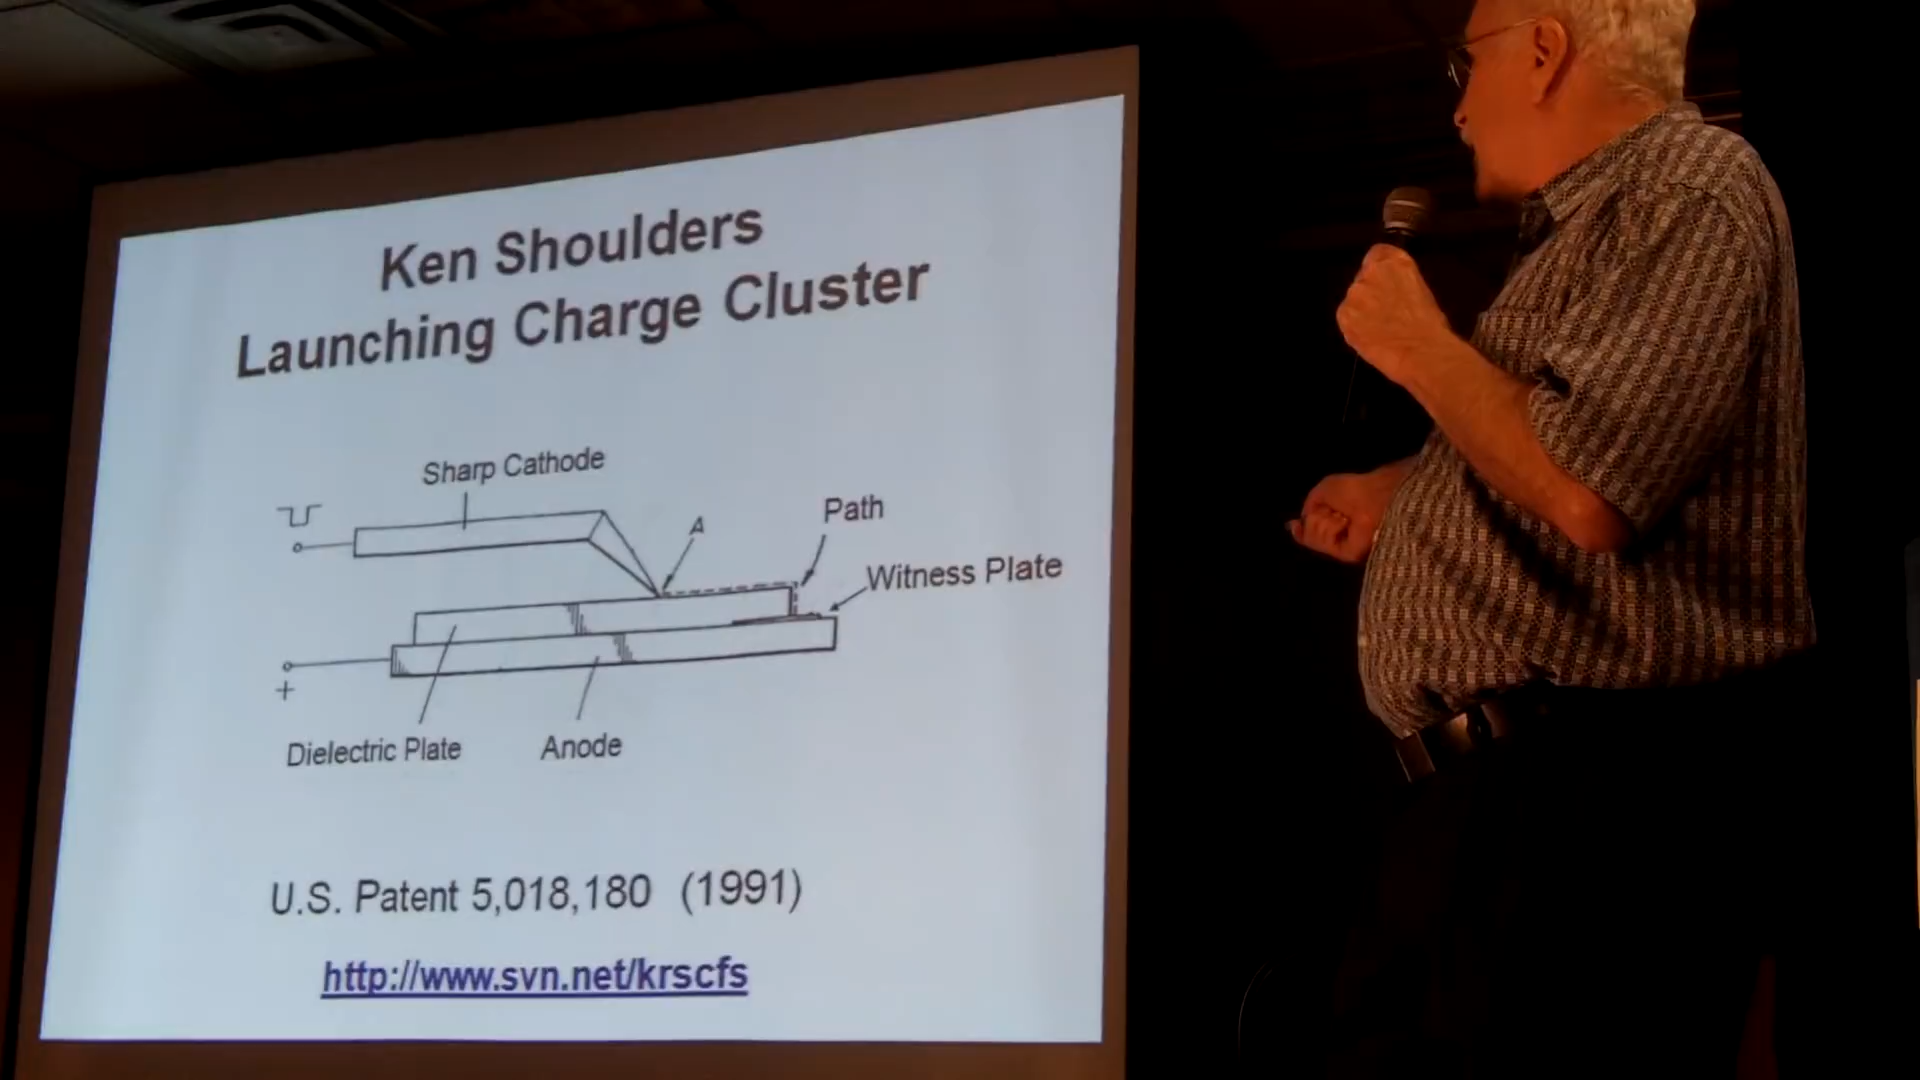 Ken Shoulders
Launching Charge Cluster
Sharp Cathode
A
Path
Witness Plate
+
Dielectric Plate
Anode
U.S. Patent 5,018,180 (1991)
http://www.svn.net/krscfs